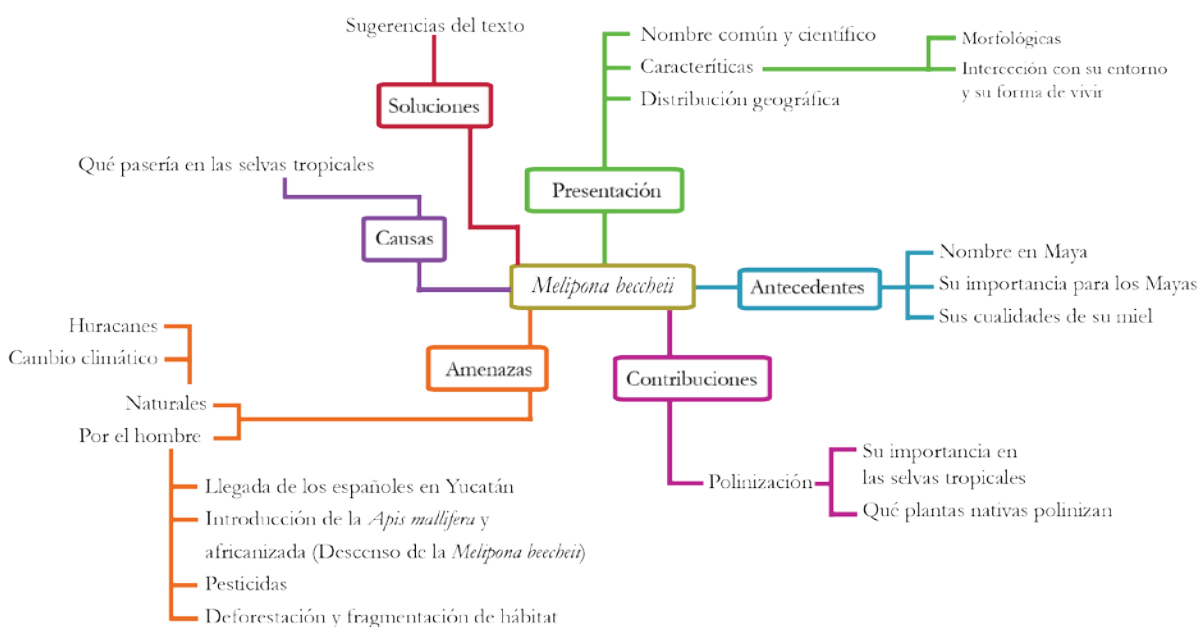 Sugerencias del texto
Soluciones
Nombre común y científico
Caracteríticas
Distribución geográfica
Morfológicas
Interección con su entorno
y su forma de vivir
Presentación
Qué pasería en las selvas tropicales
Causas
Melipona beccheii
Antecedentes
Nombre en Maya
Su importancia para los Mayas
Sus cualidades de su miel
Huracanes
Cambio climático
Naturales
Por el hombre
Amenazas
Contribuciones
Polinización
Su importancia en
las selvas tropicales
Qué plantas nativas polinizan
Llegada de los españoles en Yucatán
Introducción de la Apis mallifera y
africanizada (Descenso de la Melipona beecheii)
Pesticidas
Deforestación y fragmentación de hábitat